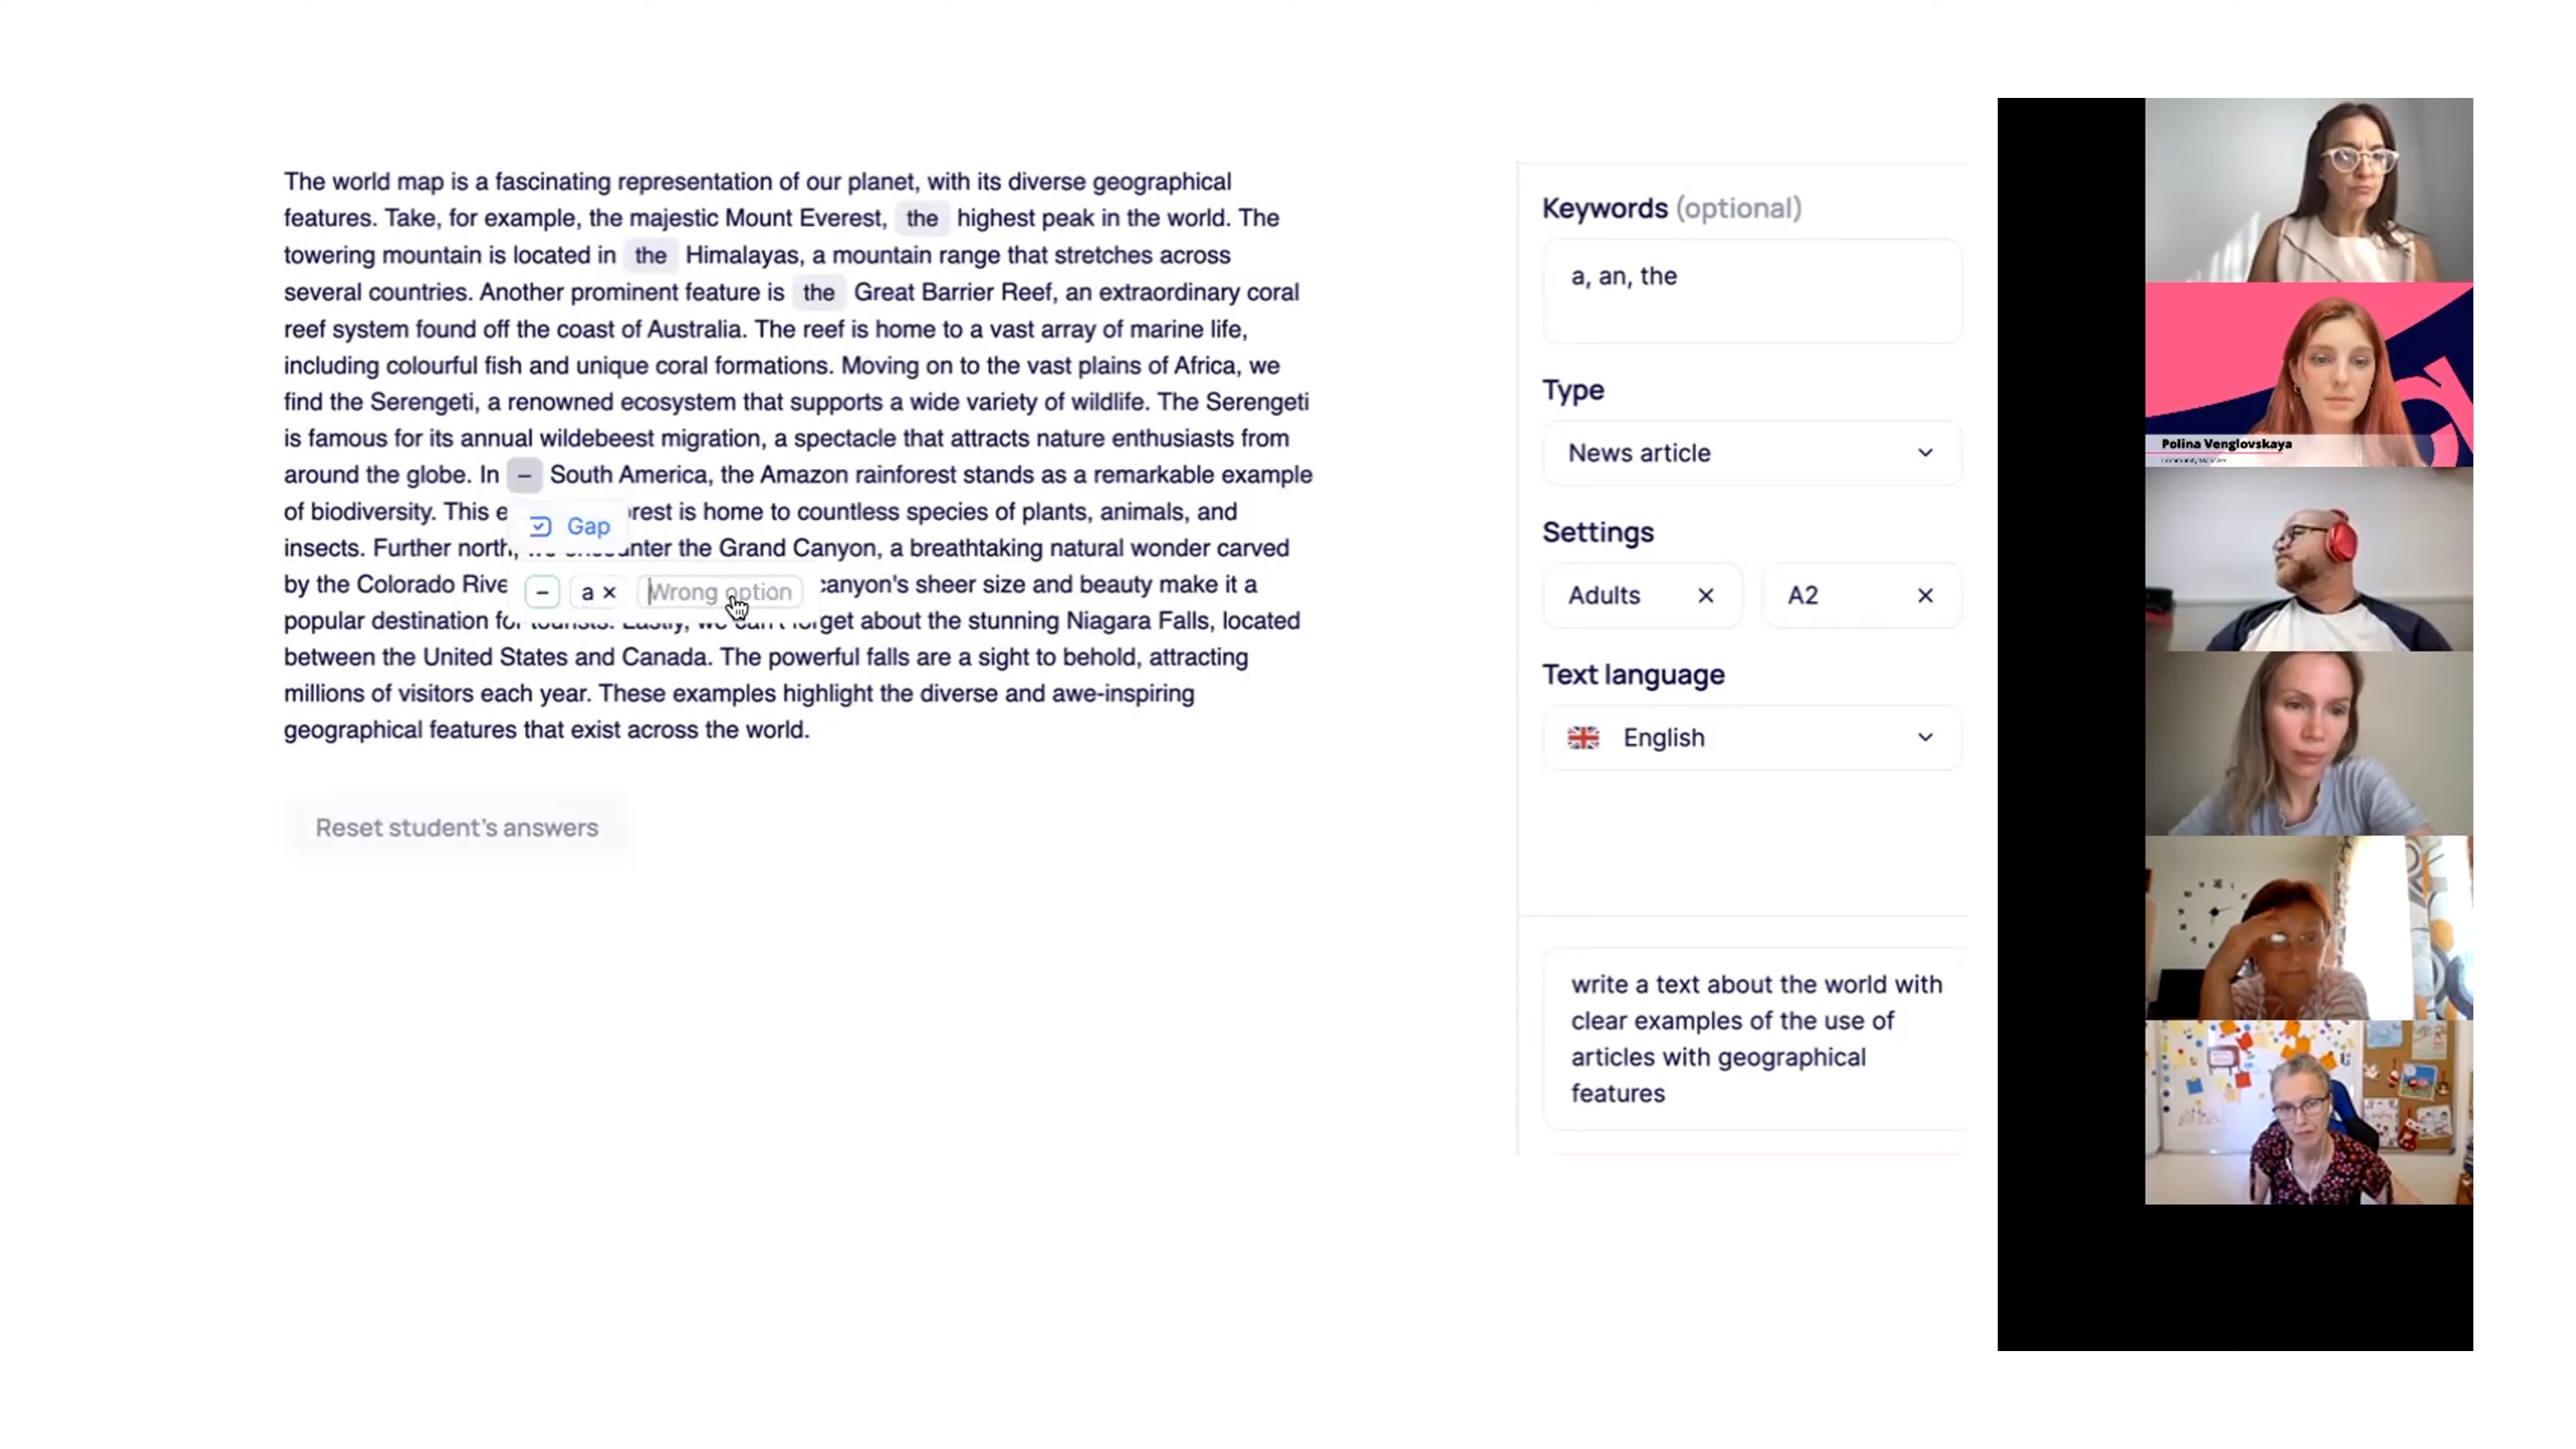 The world map is a fascinating representation of our planet, with its diverse geographical
features. Take, for example, the majestic Mount Everest, the highest peak in the world. The
towering mountain is located in the Himalayas, a mountain range that stretches across
several countries. Another prominent feature is the Great Barrier Reef, an extraordinary coral
reef system found off the coast of Australia. The reef is home to a vast array of marine life,
including colourful fish and unique coral formations. Moving on to the vast plains of Africa, we
find the Serengeti, a renowned ecosystem that supports a wide variety of wildlife. The Serengeti
is famous for its annual wildebeest migration, a spectacle that attracts nature enthusiasts from
around the globe. In – South America, the Amazon rainforest stands as a remarkable example
of biodiversity. This e rest is home to countless species of plants, animals, and
Gap
insects. Further north, we encounter the Grand Canyon, a breathtaking natural wonder carved
by the Colorado Rive canyon's sheer size and beauty make it a
– a × Wrong option
popular destination for tourists. Lastly, we can't forget about the stunning Niagara Falls, located
between the United States and Canada. The powerful falls are a sight to behold, attracting
millions of visitors each year. These examples highlight the diverse and awe-inspiring
geographical features that exist across the world.
Reset student's answers
Keywords (optional)
a, an, the
Type
News article
Settings
Adults × A2 ×
Text language
English
write a text about the world with
clear examples of the use of
articles with geographical
features
Polina Venglovskaya
Community Manager